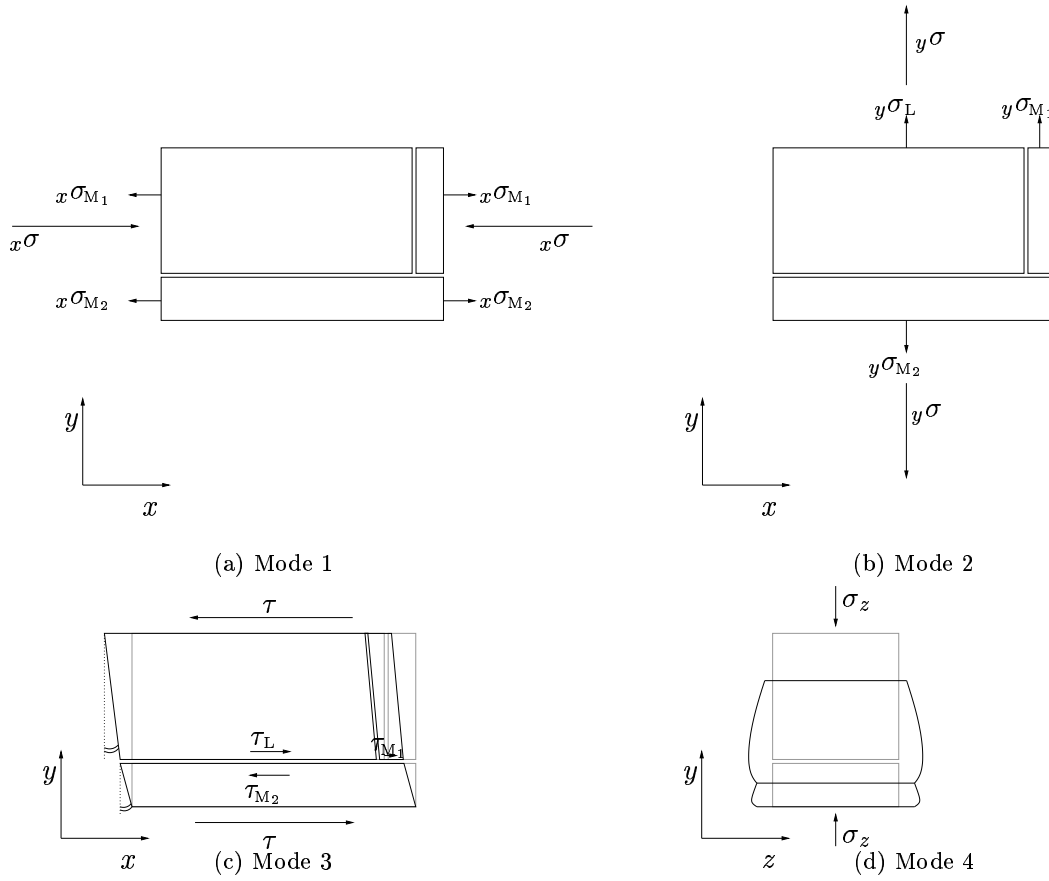 yσ
yσL yσM1
xσM1 xσM1
xσ xσ
xσM2 xσM2
yσM2
yσ
y y
x x
(a) Mode 1 (b) Mode 2
τ σz
τL τM1
y y
τM2
τ σz
x z
(c) Mode 3 (d) Mode 4